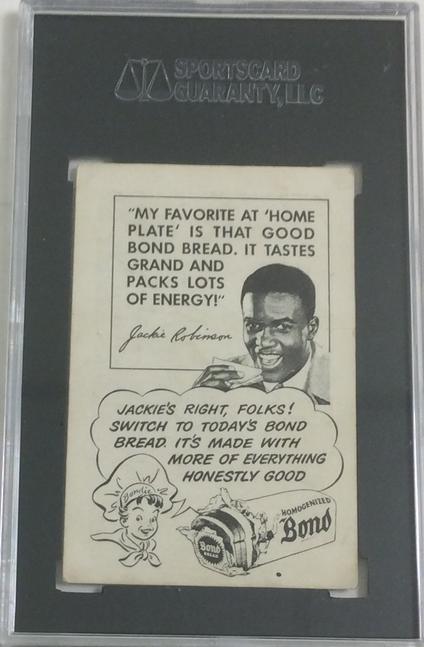 SPORTSCARD
GUARANTY, LLC
"MY FAVORITE AT 'HOME
PLATE' IS THAT GOOD
BOND BREAD. IT TASTES
GRAND AND
PACKS LOTS
OF ENERGY!"
Jackie Robinson
JACKIE'S RIGHT, FOLKS!
SWITCH TO TODAY'S BOND
BREAD. IT'S MADE WITH
MORE OF EVERYTHING
HONESTLY GOOD
Bondie
HOMOGENIZED
Bond
Bond
BREAD